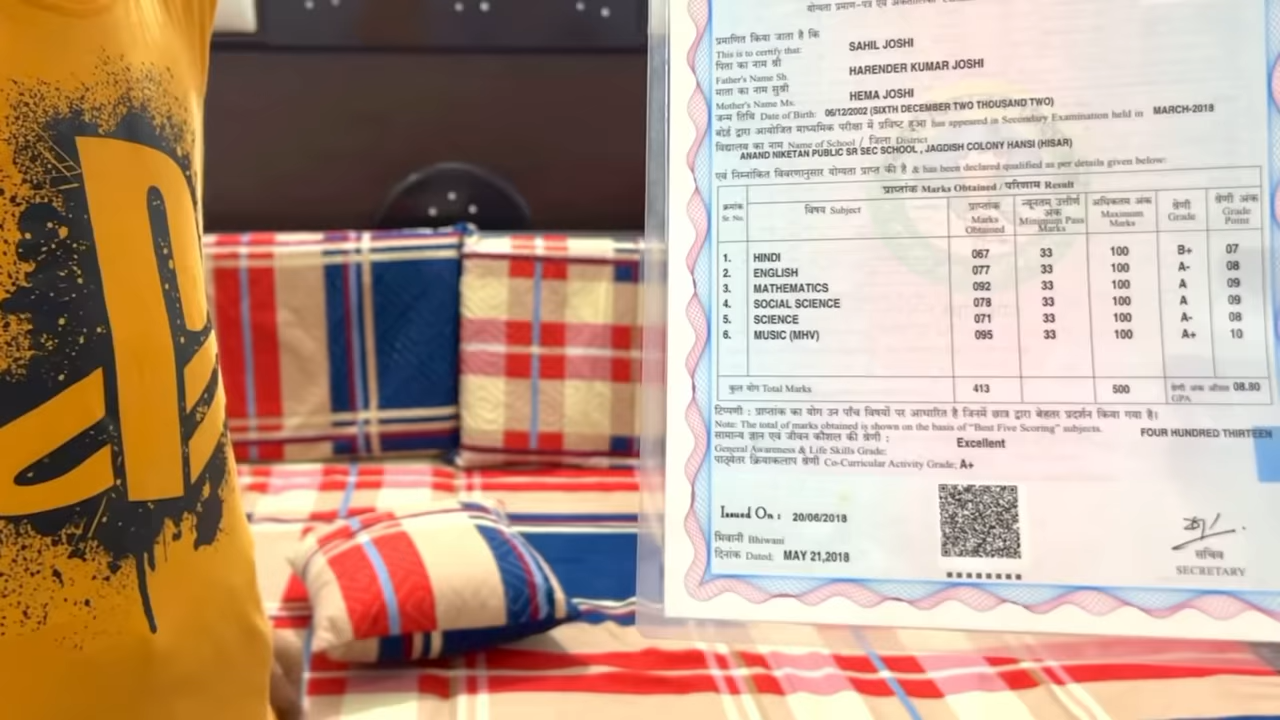 योग्यता प्रमाण-पत्र एवं
प्रमाणित किया जाता है कि
This is to certify that: SAHIL JOSHI
पिता का नाम श्री
Father's Name Sh. HARENDER KUMAR JOSHI
माता का नाम सुश्री
Mother's Name Ms. HEMA JOSHI
जन्म तिथि Date of Birth: 06/12/2002 (SIXTH DECEMBER TWO THOUSAND TWO)
बोर्ड द्वारा आयोजित माध्यमिक परीक्षा में प्रविष्ट हुआ has appeared in Secondary Examination held in MARCH-2018
विद्यालय का नाम Name of School / जिला District
ANAND NIKETAN PUBLIC SR SEC SCHOOL , JAGDISH COLONY HANSI (HISAR)
एवं निम्नांकित विवरणानुसार योग्यता प्राप्त की है & has been declared qualified as per details given below:
प्राप्तांक Marks Obtained / परिणाम Result
क्रमांक Sr. No. विषय Subject प्राप्तांक Marks Obtained न्यूनतम् उत्तीर्ण अंक Minimum Pass Marks अधिकतम अंक Maximum Marks श्रेणी Grade श्रेणी अंक Grade Point
1. HINDI 067 33 100 B+ 07
2. ENGLISH 077 33 100 A- 08
3. MATHEMATICS 092 33 100 A 09
4. SOCIAL SCIENCE 078 33 100 A 09
5. SCIENCE 071 33 100 A- 08
6. MUSIC (MHV) 095 33 100 A+ 10
कुल योग Total Marks 413 500 श्रेणी अंक औसत GPA 08.80
टिप्पणी : प्राप्तांक का योग उन पाँच विषयों पर आधारित है जिनमें छात्र द्वारा बेहतर प्रदर्शन किया गया है।
Note: The total of marks obtained is shown on the basis of "Best Five Scoring" subjects. FOUR HUNDRED THIRTEEN
सामान्य ज्ञान एवं जीवन कौशल की श्रेणी :
General Awareness & Life Skills Grade: Excellent
पाठ्येतर क्रियाकलाप श्रेणी Co-Curricular Activity Grade: A+
Issued On : 20/06/2018
भिवानी Bhiwani
दिनांक Dated: MAY 21,2018
सचिव
SECRETARY